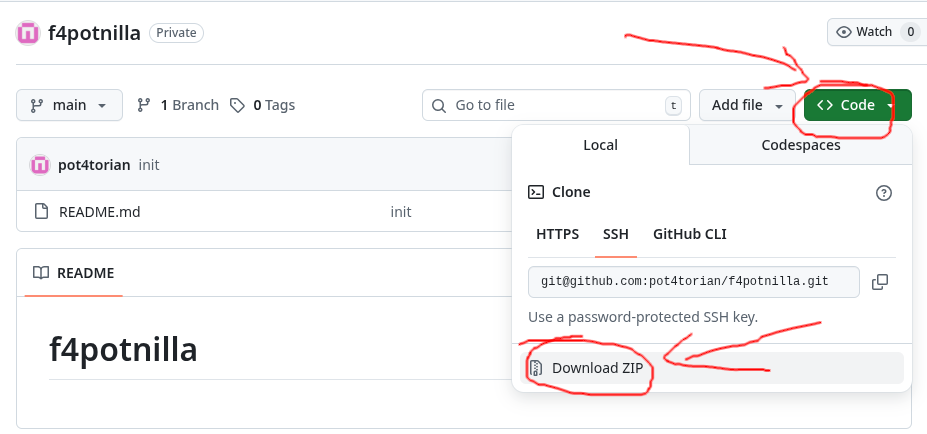 f4potnilla Private Watch 0
main 1 Branch 0 Tags Go to file t Add file Code
Local Codespaces
pot4torian init
Clone
README.md init
HTTPS SSH GitHub CLI
README
git@github.com:pot4torian/f4potnilla.git
Use a password-protected SSH key.
f4potnilla
Download ZIP